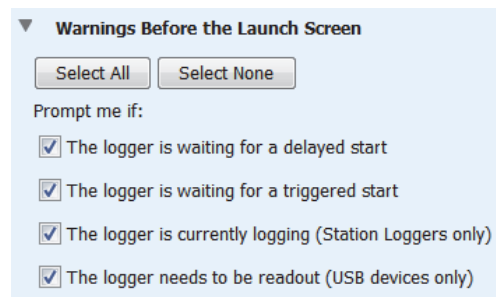 Warnings Before the Launch Screen
Select All Select None
Prompt me if:
The logger is waiting for a delayed start
The logger is waiting for a triggered start
The logger is currently logging (Station Loggers only)
The logger needs to be readout (USB devices only)